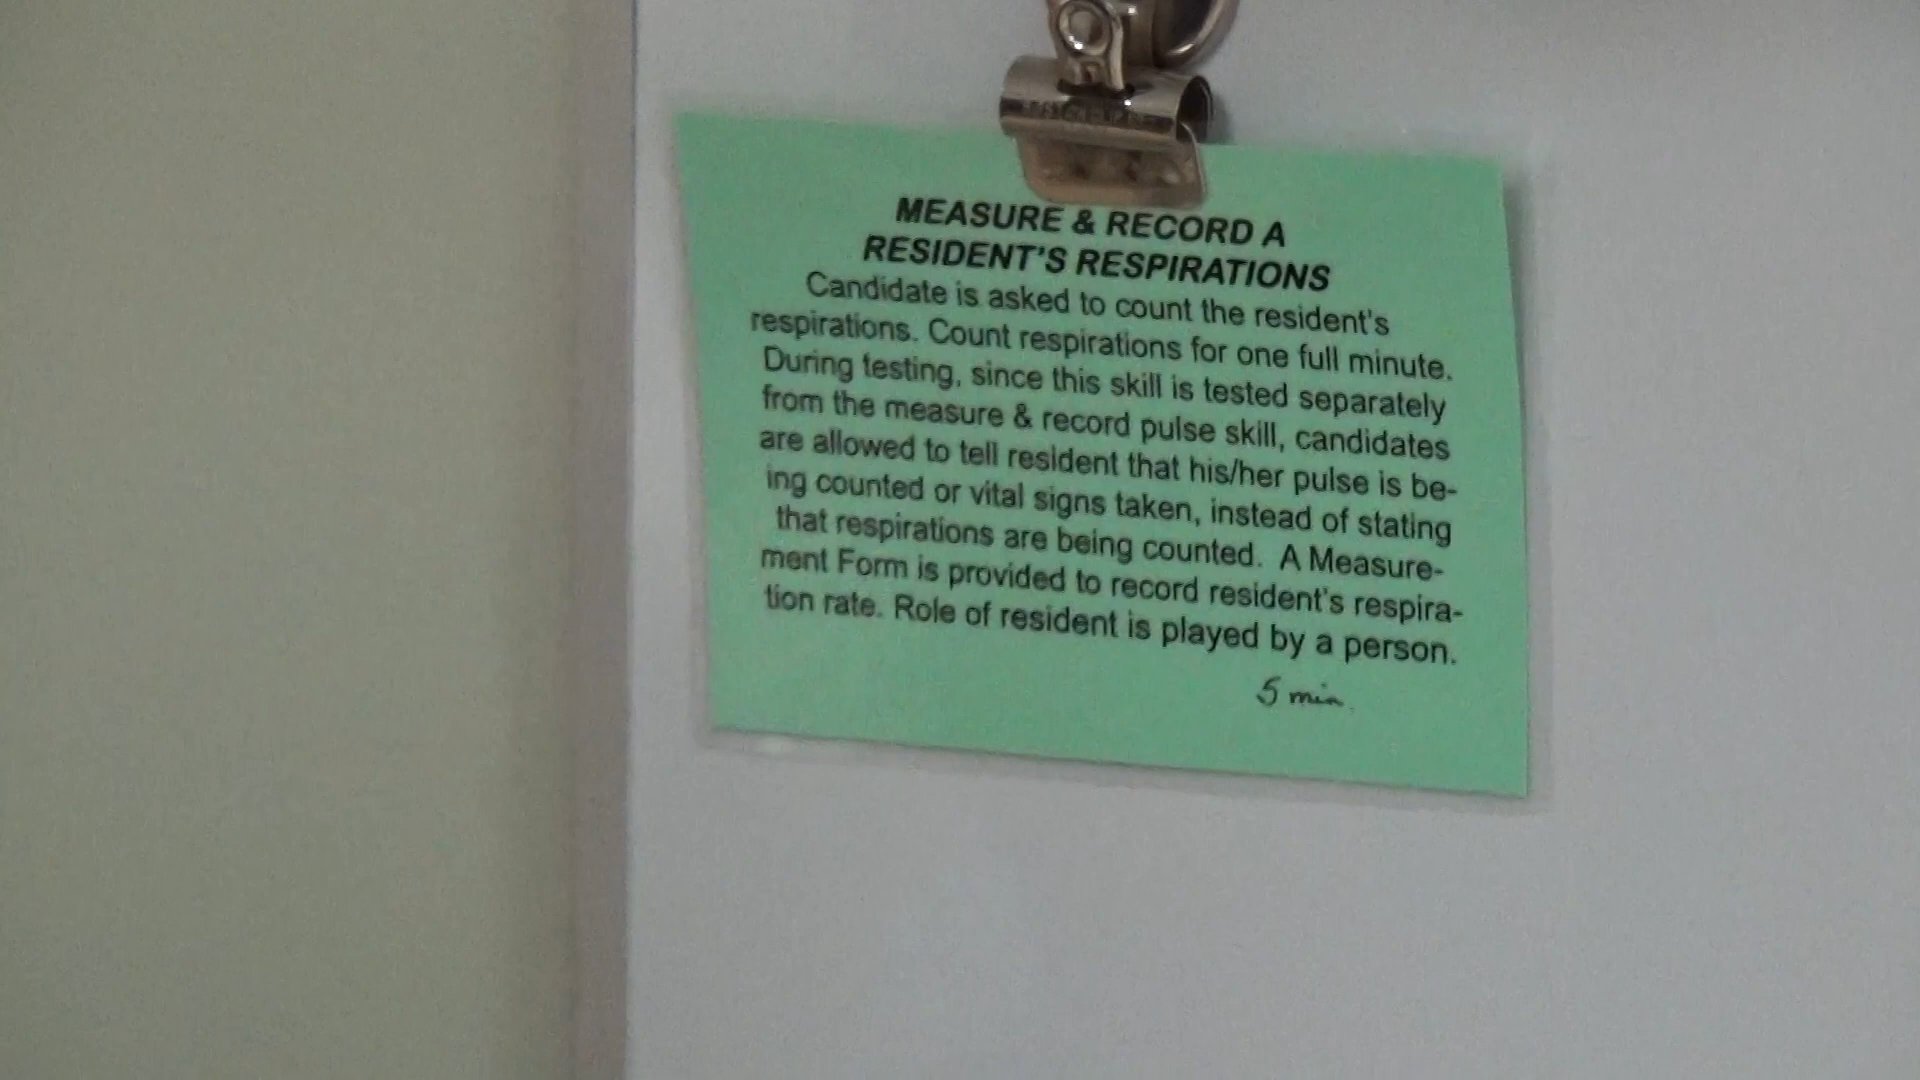 MEASURE & RECORD A
RESIDENT'S RESPIRATIONS
Candidate is asked to count the resident's
respirations. Count respirations for one full minute.
During testing, since this skill is tested separately
from the measure & record pulse skill, candidates
are allowed to tell resident that his/her pulse is be-
ing counted or vital signs taken, instead of stating
that respirations are being counted. A Measure-
ment Form is provided to record resident's respira-
tion rate. Role of resident is played by a person.
5 min.